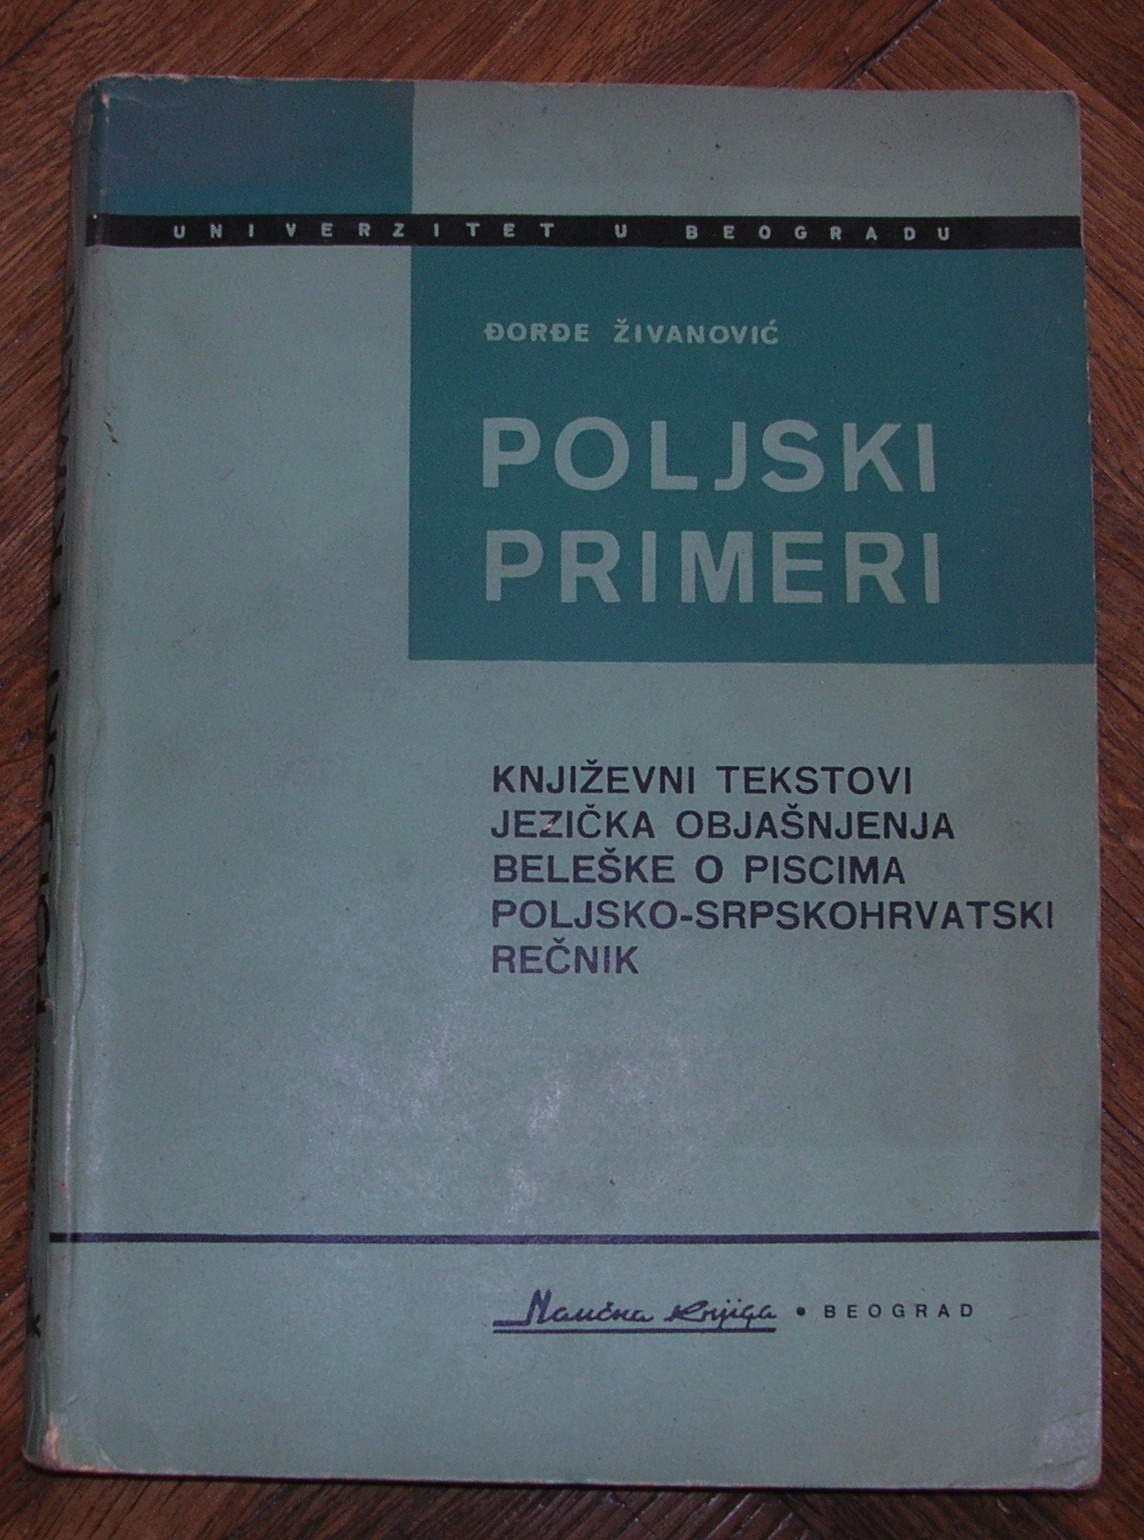 UNIVERZITET U BEOGRADU
ĐORĐE ŽIVANOVIĆ
POLJSKI
PRIMERI
KNJIŽEVNI TEKSTOVI
JEZIČKA OBJAŠNJENJA
BELEŠKE O PISCIMA
POLJSKO-SRPSKOHRVATSKI
REČNIK
Naučna Knjiga • BEOGRAD